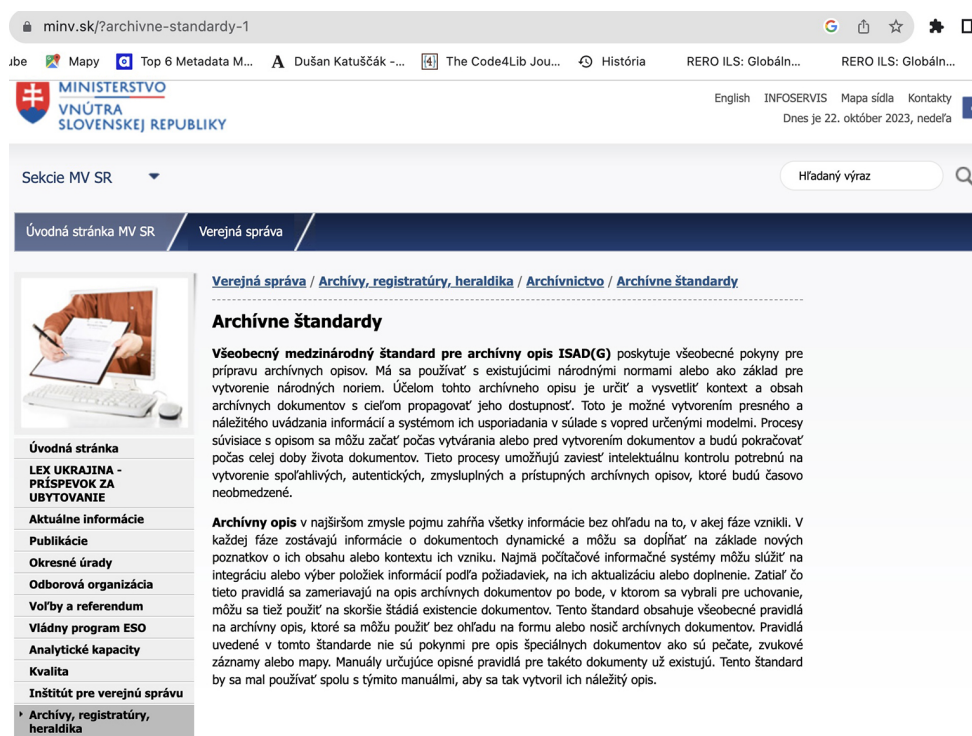 minv.sk/?archivne-standardy-1
ube Mapy Top 6 Metadata M... Dušan Katuščák -... The Code4Lib Jou... História RERO ILS: Globáln... RERO ILS: Globáln...
MINISTERSTVO
VNÚTRA
SLOVENSKEJ REPUBLIKY
English INFOSERVIS Mapa sídla Kontakty
Dnes je 22. október 2023, nedeľa
Sekcie MV SR
Hľadaný výraz
Úvodná stránka MV SR Verejná správa
Verejná správa / Archívy, registratúry, heraldika / Archívnictvo / Archívne štandardy
Archívne štandardy
Všeobecný medzinárodný štandard pre archívny opis ISAD(G) poskytuje všeobecné pokyny pre
prípravu archívnych opisov. Má sa používať s existujúcimi národnými normami alebo ako základ pre
vytvorenie národných noriem. Účelom tohto archívneho opisu je určiť a vysvetliť kontext a obsah
archívnych dokumentov s cieľom propagovať jeho dostupnosť. Toto je možné vytvorením presného a
náležitého uvádzania informácií a systémom ich usporiadania v súlade s vopred určenými modelmi. Procesy
súvisiace s opisom sa môžu začať počas vytvárania alebo pred vytvorením dokumentov a budú pokračovať
počas celej doby života dokumentov. Tieto procesy umožňujú zaviesť intelektuálnu kontrolu potrebnú na
vytvorenie spoľahlivých, autentických, zmysluplných a prístupných archívnych opisov, ktoré budú časovo
neobmedzené.
Archívny opis v najširšom zmysle pojmu zahŕňa všetky informácie bez ohľadu na to, v akej fáze vznikli. V
každej fáze zostávajú informácie o dokumentoch dynamické a môžu sa dopĺňať na základe nových
poznatkov o ich obsahu alebo kontextu ich vzniku. Najmä počítačové informačné systémy môžu slúžiť na
integráciu alebo výber položiek informácií podľa požiadaviek, na ich aktualizáciu alebo doplnenie. Zatiaľ čo
tieto pravidlá sa zameriavajú na opis archívnych dokumentov po bode, v ktorom sa vybrali pre uchovanie,
môžu sa tiež použiť na skoršie štádiá existencie dokumentov. Tento štandard obsahuje všeobecné pravidlá
na archívny opis, ktoré sa môžu použiť bez ohľadu na formu alebo nosič archívnych dokumentov. Pravidlá
uvedené v tomto štandarde nie sú pokynmi pre opis špeciálnych dokumentov ako sú pečate, zvukové
záznamy alebo mapy. Manuály určujúce opisné pravidlá pre takéto dokumenty už existujú. Tento štandard
by sa mal používať spolu s týmito manuálmi, aby sa tak vytvoril ich náležitý opis.
Úvodná stránka
LEX UKRAJINA -
PRÍSPEVOK ZA
UBYTOVANIE
Aktuálne informácie
Publikácie
Okresné úrady
Odborová organizácia
Voľby a referendum
Vládny program ESO
Analytické kapacity
Kvalita
Inštitút pre verejnú správu
Archívy, registratúry,
heraldika